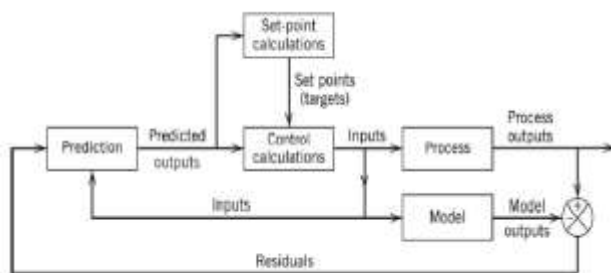 Set-point
calculations
Set points
(targets)
Process
outputs
Prediction
Predicted
outputs
Control
calculations
Inputs
Process
+
Inputs
Model
Model
outputs
-
Residuals